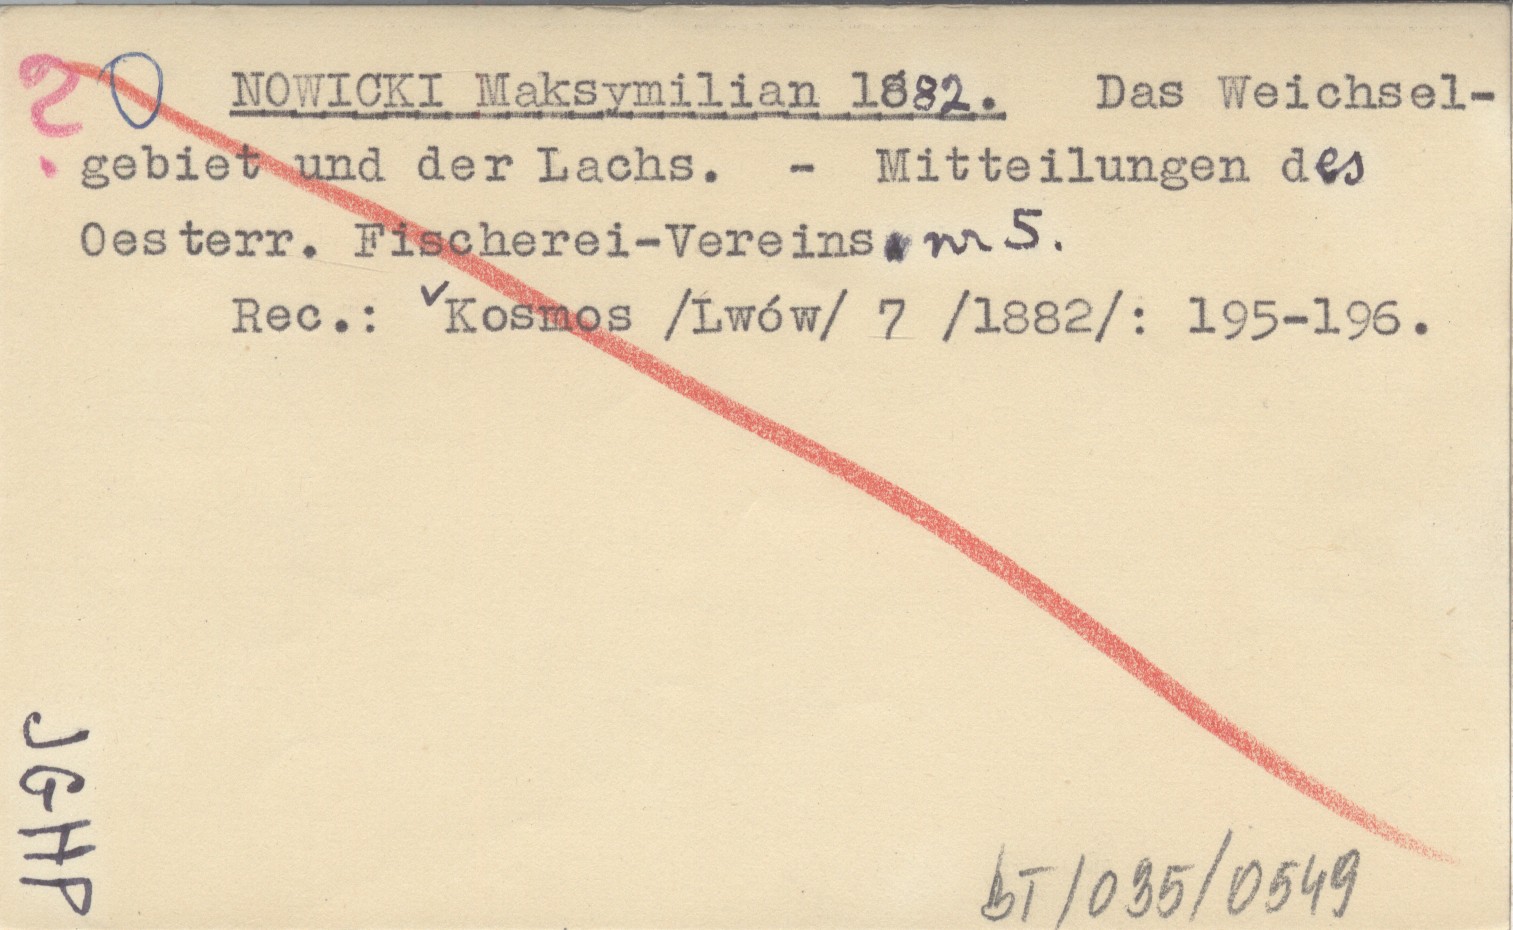 ? NOWICKI Maksymilian 1882. Das Weichsel-
gebiet und der Lachs. - Mitteilungen des
Oesterr. Fischerei-Vereins. nr 5.
Rec.: Kosmos /Lwów/ 7 /1882/: 195-196.
JGHP
BT/035/0549